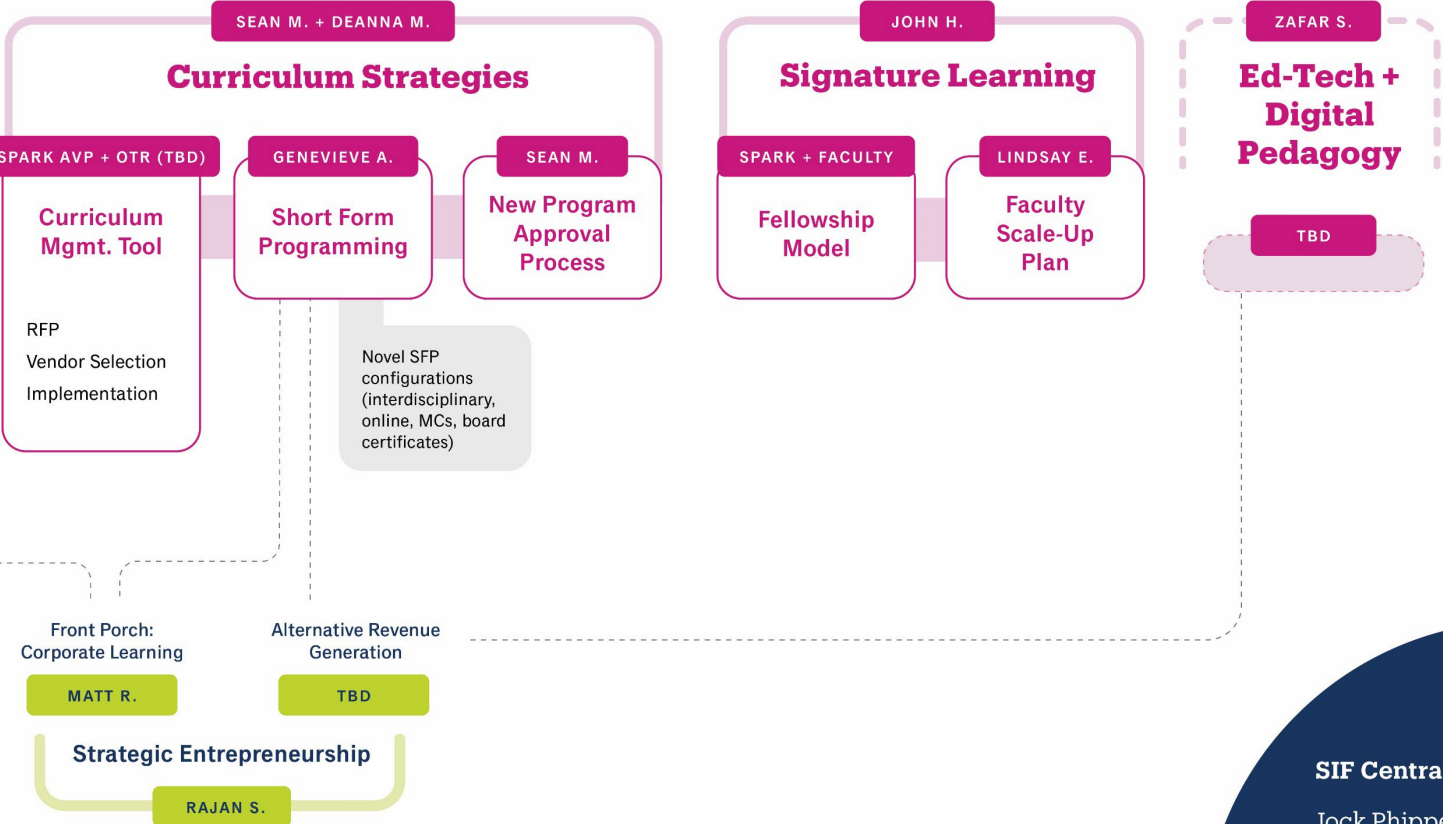 SEAN M. + DEANNA M.
Curriculum Strategies
SPARK AVP + OTR (TBD)
Curriculum
Mgmt. Tool
RFP
Vendor Selection
Implementation
GENEVIEVE A.
Short Form
Programming
Novel SFP
configurations
(interdisciplinary,
online, MCs, board
certificates)
SEAN M.
New Program
Approval
Process
JOHN H.
Signature Learning
SPARK + FACULTY
Fellowship
Model
LINDSAY E.
Faculty
Scale-Up
Plan
ZAFAR S.
Ed-Tech +
Digital
Pedagogy
TBD
Front Porch:
Corporate Learning
MATT R.
Alternative Revenue
Generation
TBD
Strategic Entrepreneurship
RAJAN S.
SIF Centra
Jock Phippe